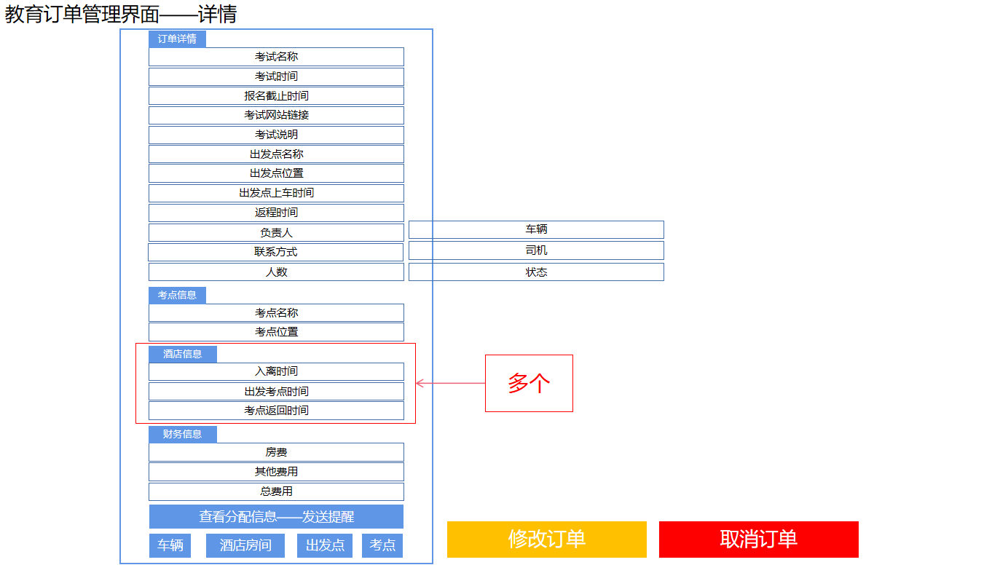 教育订单管理界面——详情
订单详情
考试名称
考试时间
报名截止时间
考试网站链接
考试说明
出发点名称
出发点位置
出发点上车时间
返程时间
负责人
车辆
联系方式
司机
人数
状态
考点信息
考点名称
考点位置
酒店信息
入离时间
出发考点时间
考点返回时间
多个
财务信息
房费
其他费用
总费用
查看分配信息——发送提醒
车辆
酒店房间
出发点
考点
修改订单
取消订单